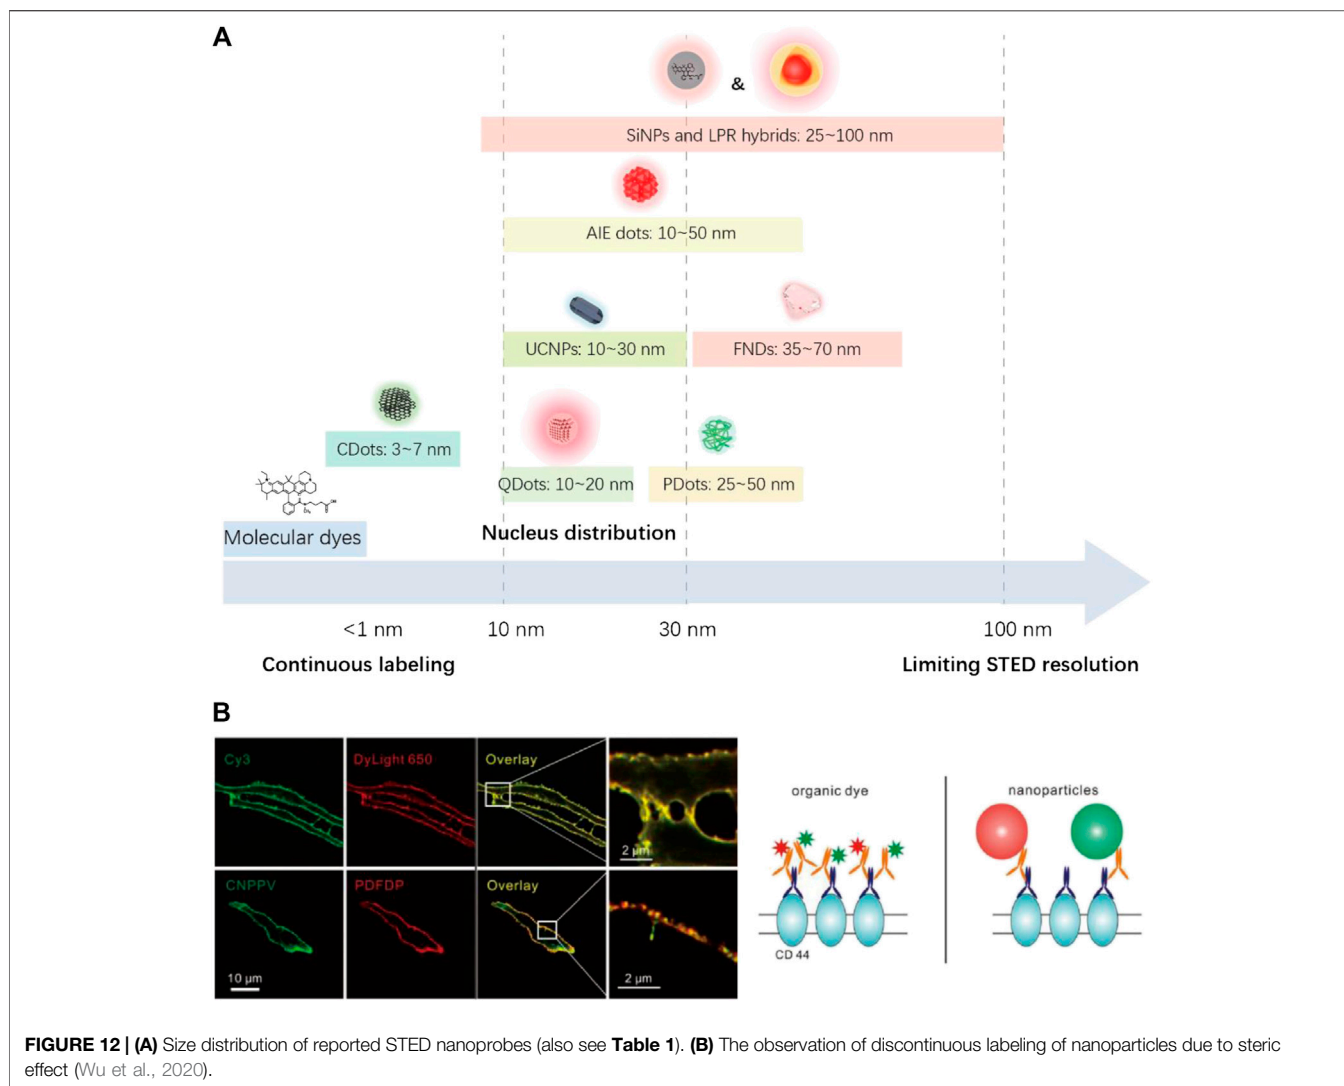 A
&
SiNPs and LPR hybrids: 25~100 nm
AIE dots: 10~50 nm
UCNPs: 10~30 nm
FNDs: 35~70 nm
CDots: 3~7 nm
QDots: 10~20 nm
PDots: 25~50 nm
Molecular dyes
Nucleus distribution
<1 nm
10 nm
30 nm
100 nm
Continuous labeling
Limiting STED resolution
B
Cy3
DyLight 650
Overlay
2 μm
CNPPV
PDFDP
Overlay
10 μm
2 μm
organic dye
nanoparticles
CD 44
FIGURE 12 | (A) Size distribution of reported STED nanoprobes (also see Table 1). (B) The observation of discontinuous labeling of nanoparticles due to steric
effect (Wu et al., 2020).